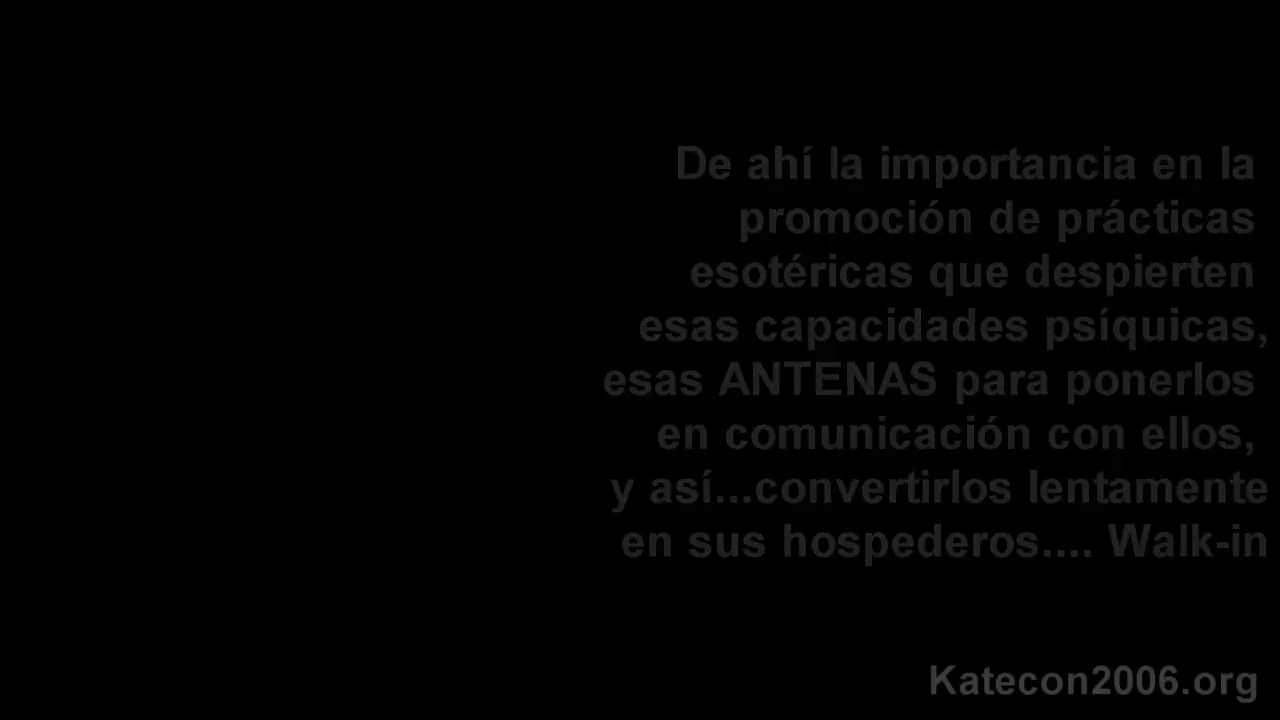 De ahí la importancia en la
promoción de prácticas
esotéricas que despierten
esas capacidades psíquicas,
esas ANTENAS para ponerlos
en comunicación con ellos,
y así...convertirlos lentamente
en sus hospederos.... Walk-in
Katecon2006.org